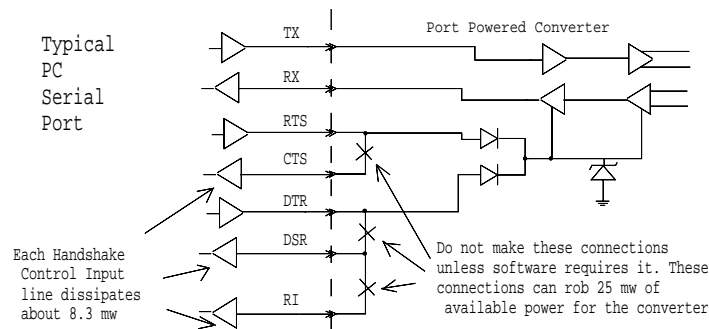 Port Powered Converter
Typical
PC
Serial
Port
TX
RX
RTS
CTS
DTR
DSR
RI
Each Handshake
Control Input
line dissipates
about 8.3 mw
Do not make these connections
unless software requires it. These
connections can rob 25 mw of
available power for the converter